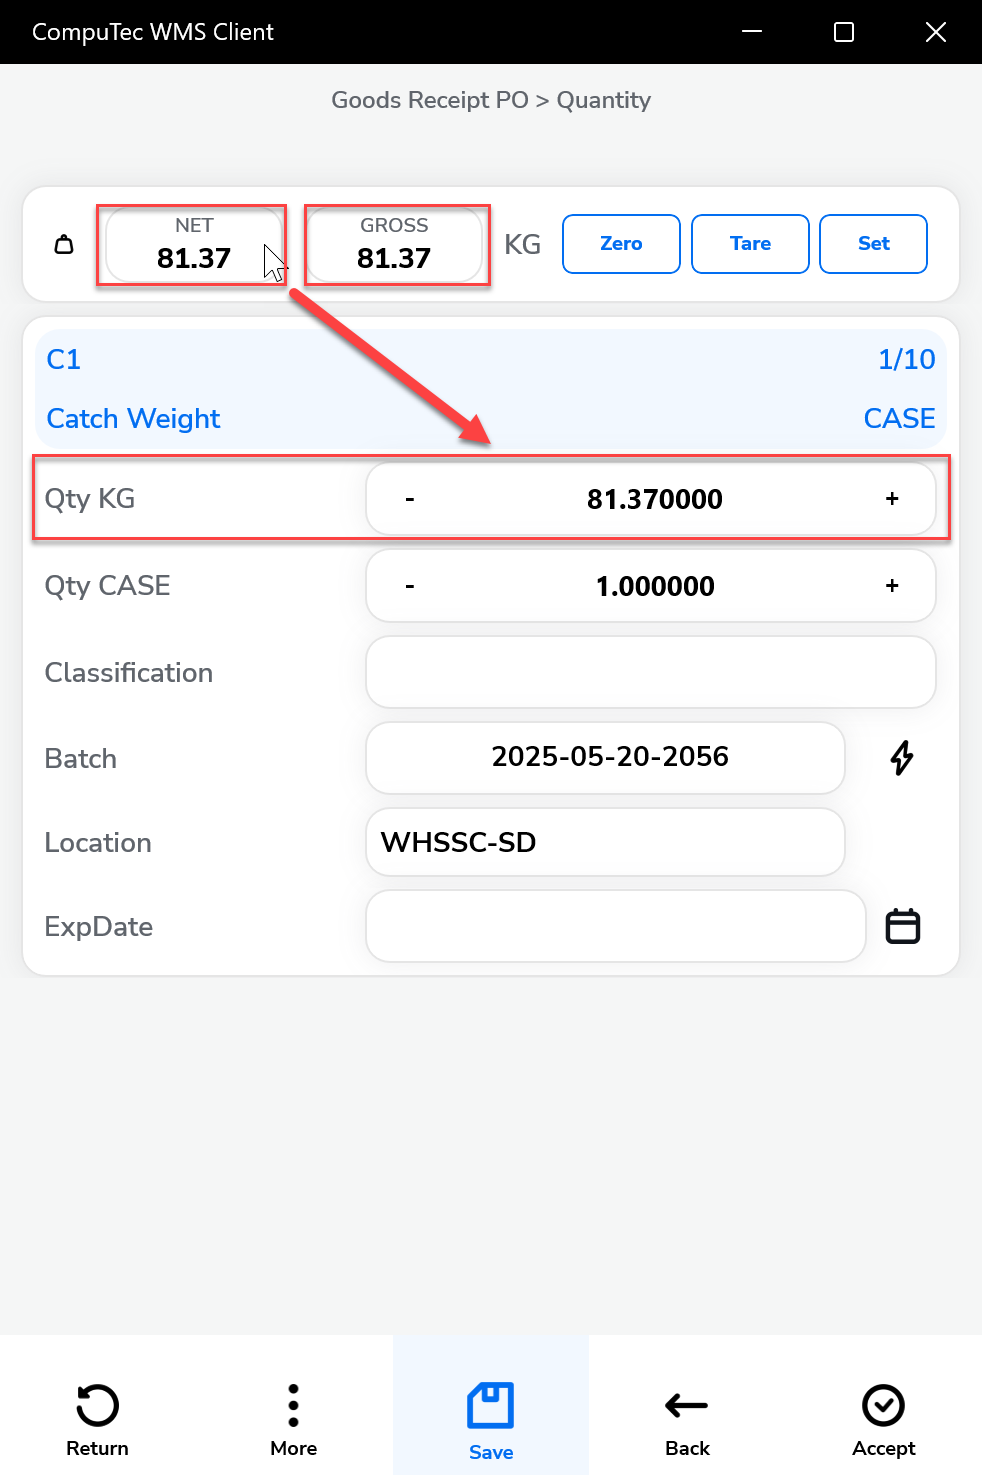 CompuTec WMS Client
Goods Receipt PO > Quantity
NET GROSS
81.37 81.37 KG Zero Tare Set
C1 1/10
Catch Weight CASE
Qty KG - 81.370000 +
Qty CASE - 1.000000 +
Classification
Batch 2025-05-20-2056
Location WHSSC-SD
ExpDate
Return More Save Back Accept